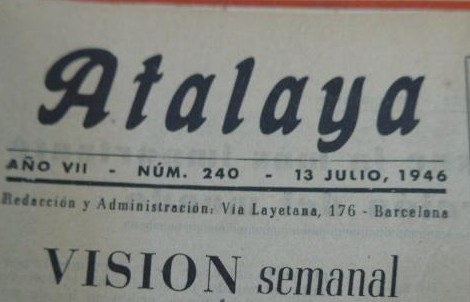 Atalaya
AÑO VII - NÚM. 240 - 13 JULIO, 1946
Redacción y Administración: Vía Layetana, 176 - Barcelona
VISION semanal